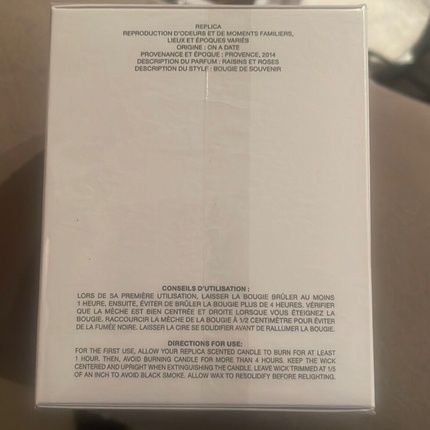 REPLICA
REPRODUCTION D'ODEURS ET DE MOMENTS FAMILIERS,
LIEUX ET ÉPOQUES VARIÉS
ORIGINE : ON A DATE
PROVENANCE ET ÉPOQUE : PROVENCE, 2014
DESCRIPTION DU PARFUM : RAISINS ET ROSES
DESCRIPTION DU STYLE : BOUGIE DE SOUVENIR
CONSEILS D'UTILISATION :
LORS DE SA PREMIÈRE UTILISATION, LAISSER LA BOUGIE BRÛLER AU MOINS
1 HEURE. ENSUITE, ÉVITER DE BRÛLER LA BOUGIE PLUS DE 4 HEURES. VÉRIFIER
QUE LA MÈCHE EST BIEN CENTRÉE ET DROITE LORSQUE VOUS ÉTEIGNEZ LA
BOUGIE. RACCOURCIR LA MÈCHE DE LA BOUGIE À 1/2 CENTIMÈTRE POUR ÉVITER
DE LA FUMÉE NOIRE. LAISSER LA CIRE SE SOLIDIFIER AVANT DE RALLUMER LA BOUGIE.
DIRECTIONS FOR USE:
FOR THE FIRST USE, ALLOW YOUR REPLICA SCENTED CANDLE TO BURN FOR AT LEAST
1 HOUR. THEN, AVOID BURNING CANDLE FOR MORE THAN 4 HOURS. KEEP THE WICK
CENTERED AND UPRIGHT WHEN EXTINGUISHING THE CANDLE. LEAVE WICK TRIMMED AT 1/5
OF AN INCH TO AVOID BLACK SMOKE. ALLOW WAX TO RESOLIDIFY BEFORE RELIGHTING.